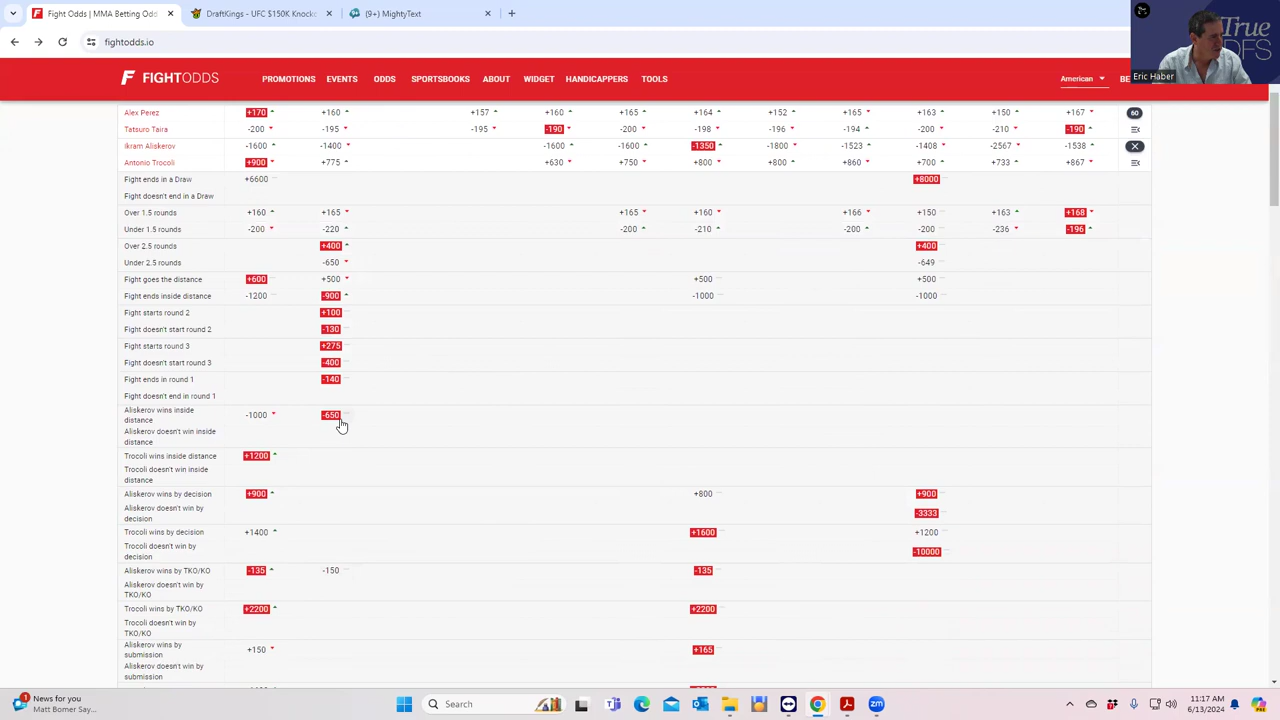 Fight Odds | MMA Betting Odd
DraftKings - UFC $150K Knocko
(9+) MightyText
fightodds.io
True
DFS
Eric Haber
FIGHTODDS PROMOTIONS EVENTS ODDS SPORTSBOOKS ABOUT WIDGET HANDICAPPERS TOOLS American BE
Alex Perez +170 +160 +157 +160 +165 +164 +152 +165 +163 +150 +167 60
Tatsuro Taira -200 -195 -195 -190 -200 -198 -196 -194 -200 -210 -190
Ikram Aliskerov -1600 -1400 -1600 -1600 -1350 -1800 -1523 -1408 -2567 -1538
Antonio Trocoli +900 +775 +630 +750 +800 +800 +860 +700 +733 +867
Fight ends in a Draw +6600 +8000
Fight doesn't end in a Draw
Over 1.5 rounds +160 +165 +165 +160 +166 +150 +163 +168
Under 1.5 rounds -200 -220 -200 -210 -200 -200 -236 -196
Over 2.5 rounds +400 +400
Under 2.5 rounds -650 -649
Fight goes the distance +600 +500 +500 +500
Fight ends inside distance -1200 -900 -1000 -1000
Fight starts round 2 +100
Fight doesn't start round 2 -130
Fight starts round 3 +275
Fight doesn't start round 3 -400
Fight ends in round 1 -140
Fight doesn't end in round 1
Aliskerov wins inside
distance -1000 -650
Aliskerov doesn't win inside
distance
Trocoli wins inside distance +1200
Trocoli doesn't win inside
distance
Aliskerov wins by decision +900 +800 +900
Aliskerov doesn't win by
decision -3333
Trocoli wins by decision +1400 +1600 +1200
Trocoli doesn't win by
decision -10000
Aliskerov wins by TKO/KO -135 -150 -135
Aliskerov doesn't win by
TKO/KO
Trocoli wins by TKO/KO +2200 +2200
Trocoli doesn't win by
TKO/KO
Aliskerov wins by
submission +150 +165
Aliskerov doesn't win by
submission
1
News for you
Matt Bomer Say...
Search
11:17 AM
6/13/2024